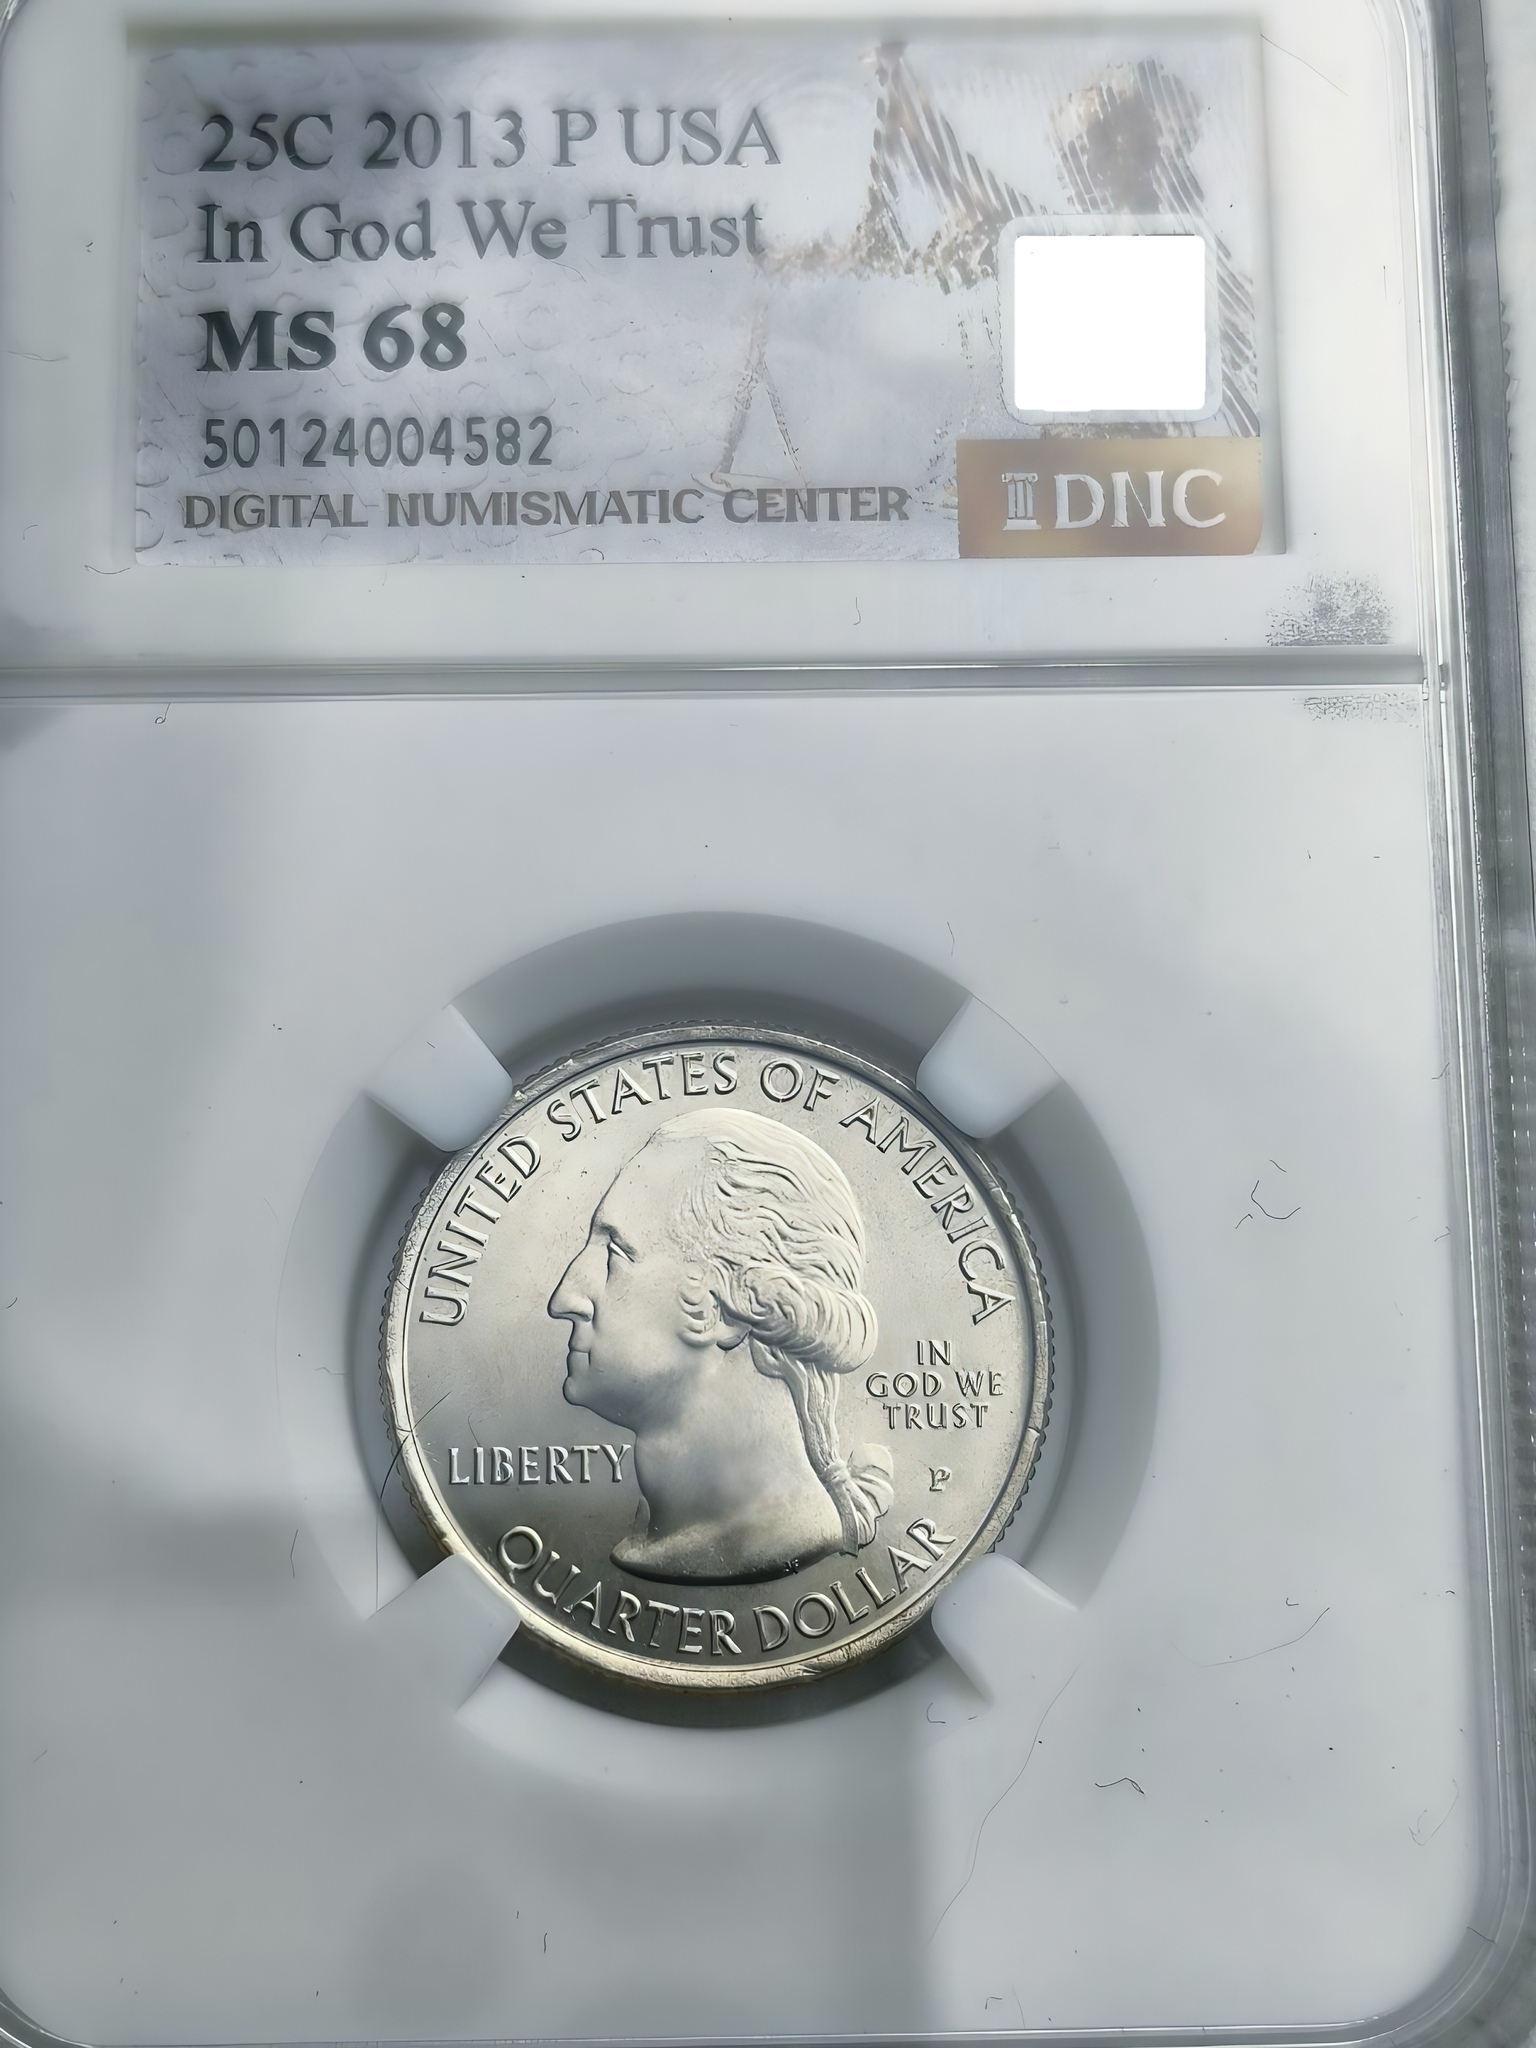 25C 2013 P USA
In God We Trust
MS 68
50124004582
DIGITAL NUMISMATIC CENTER
DNC
UNITED STATES OF AMERICA
IN
GOD WE
TRUST
LIBERTY
P
QUARTER DOLLAR